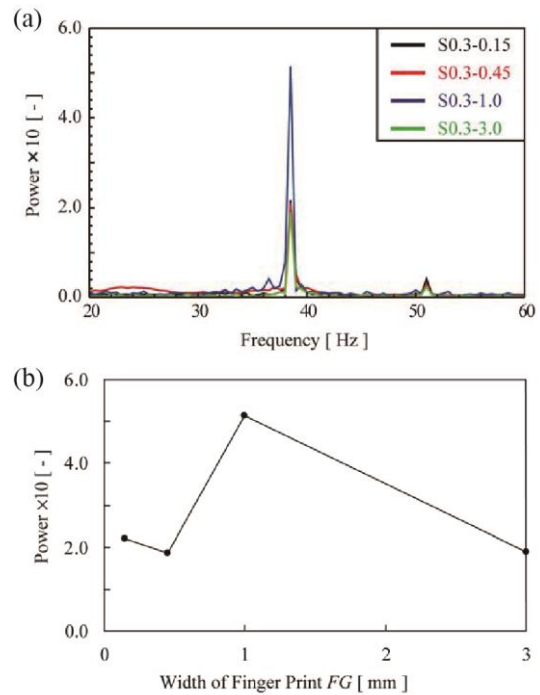 (a)
6.0
4.0
2.0
0.0
Power × 10 [ - ]
S0.3-0.15
S0.3-0.45
S0.3-1.0
S0.3-3.0
20 30 40 50 60
Frequency [ Hz ]
(b)
6.0
4.0
2.0
0.0
Power ×10 [ - ]
0 1 2 3
Width of Finger Print FG [ mm ]